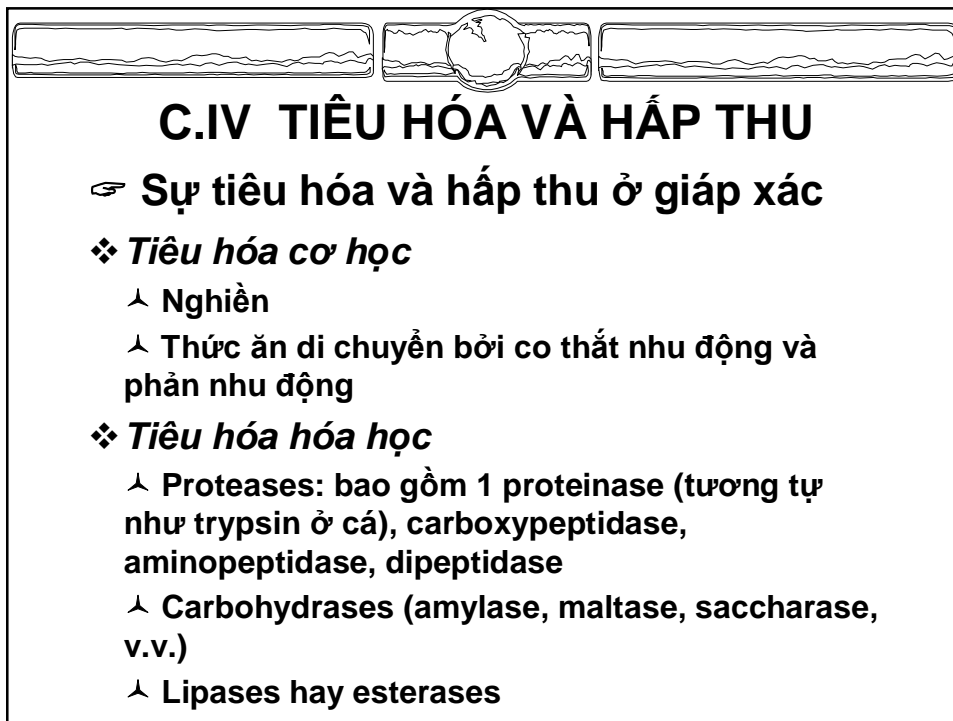 C.IV TIÊU HÓA VÀ HẤP THU
☞ Sự tiêu hóa và hấp thu ở giáp xác
❖ Tiêu hóa cơ học
⅄ Nghiền
⅄ Thức ăn di chuyển bởi co thắt nhu động và
phản nhu động
❖ Tiêu hóa hóa học
⅄ Proteases: bao gồm 1 proteinase (tương tự
như trypsin ở cá), carboxypeptidase,
aminopeptidase, dipeptidase
⅄ Carbohydrases (amylase, maltase, saccharase,
v.v.)
⅄ Lipases hay esterases